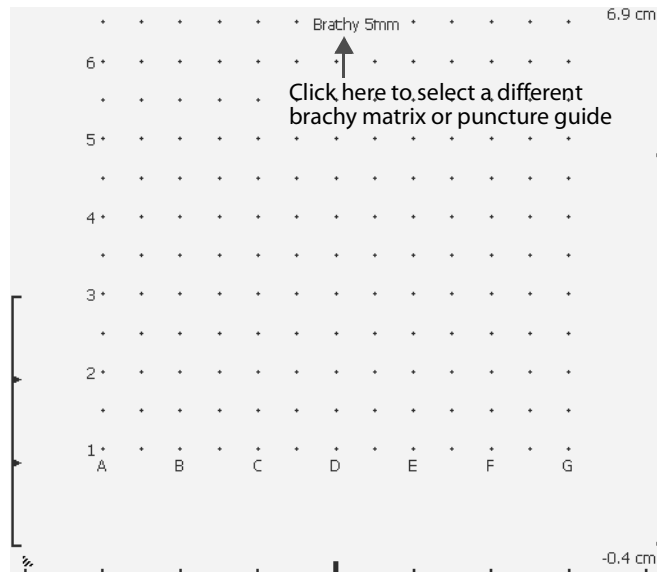 Brachy 5mm
6.9 cm
6
Click here to select a different
brachy matrix or puncture guide
5
4
3
2
1
A B C D E F G
-0.4 cm